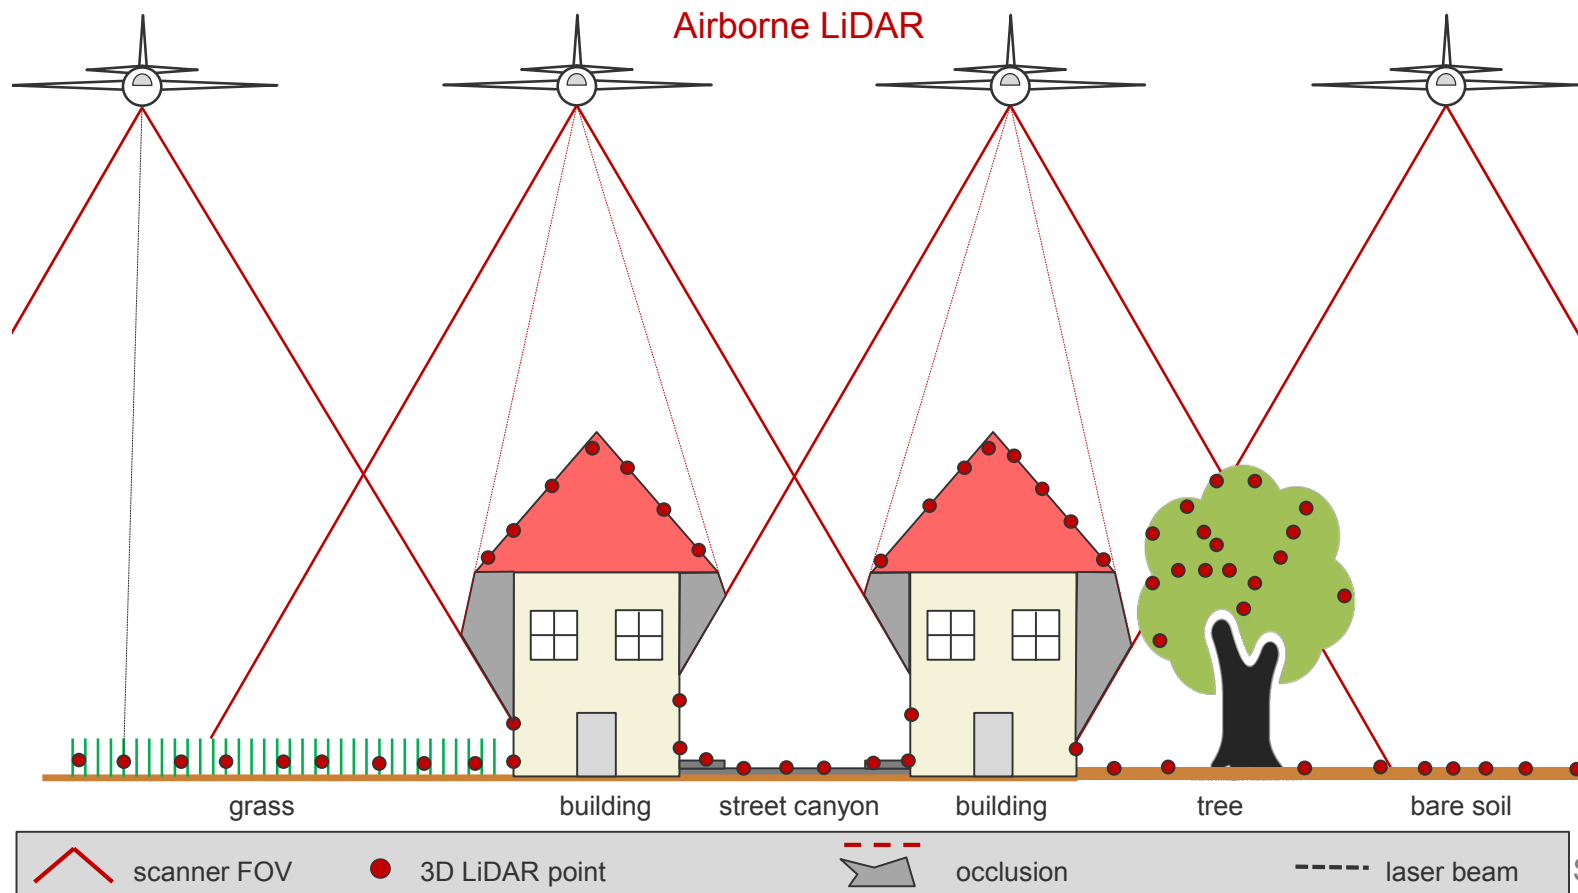 Airborne LiDAR
grass building street canyon building tree bare soil
scanner FOV 3D LiDAR point occlusion laser beam